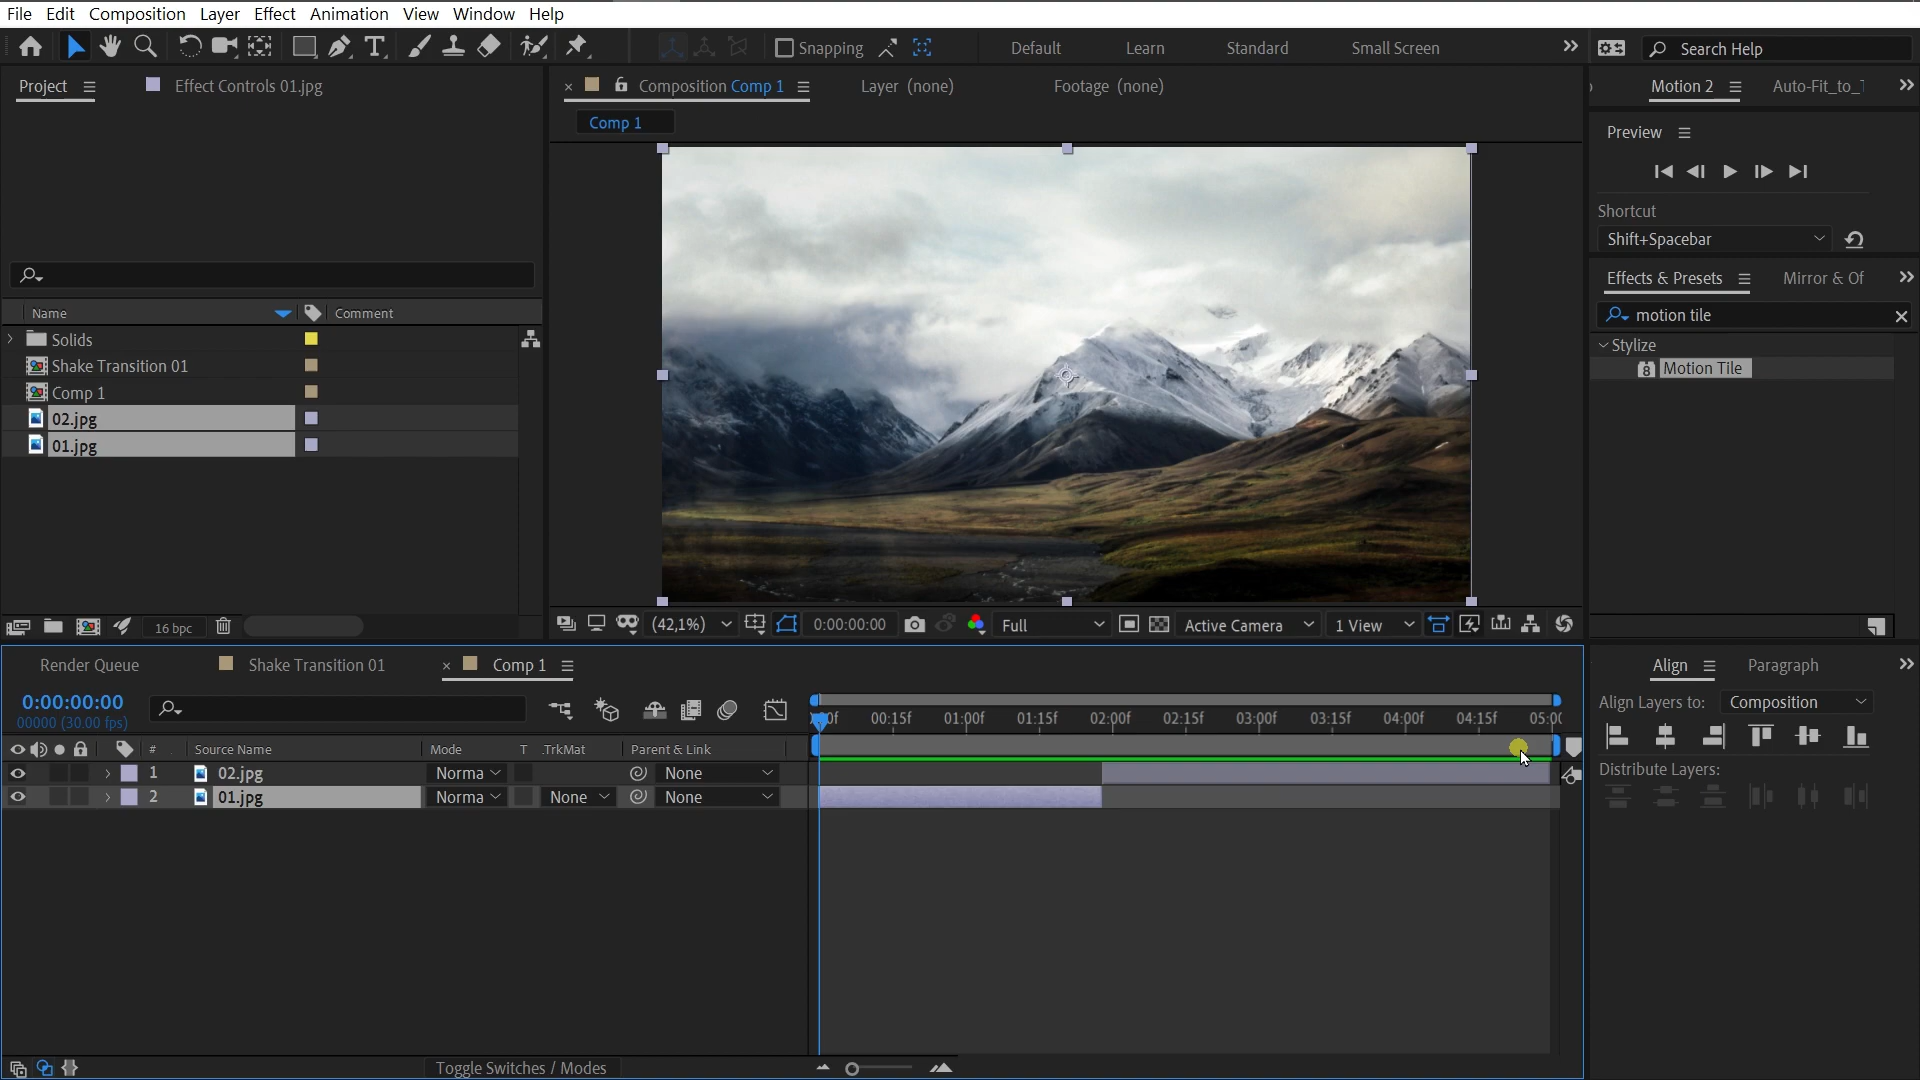 File Edit Composition Layer Effect Animation View Window Help
Snapping Default Learn Standard Small Screen Search Help
Project Effect Controls 01.jpg Composition Comp 1 Layer (none) Footage (none) Motion 2 Auto-Fit_to_
Comp 1
Preview
Shortcut
Shift+Spacebar
Effects & Presets Mirror & Of
motion tile
Stylize
Motion Tile
Name Comment
Solids
Shake Transition 01
Comp 1
02.jpg
01.jpg
16 bpc (42,1%) 0:00:00:00 Full Active Camera 1 View
Render Queue Shake Transition 01 Comp 1 Align Paragraph
0:00:00:00
00000 (30.00 fps)
Align Layers to: Composition
00:15f 01:00f 01:15f 02:00f 02:15f 03:00f 03:15f 04:00f 04:15f 05:0
# Source Name Mode T .TrkMat Parent & Link
1 02.jpg Norma None
2 01.jpg Norma None None
Distribute Layers:
Toggle Switches / Modes